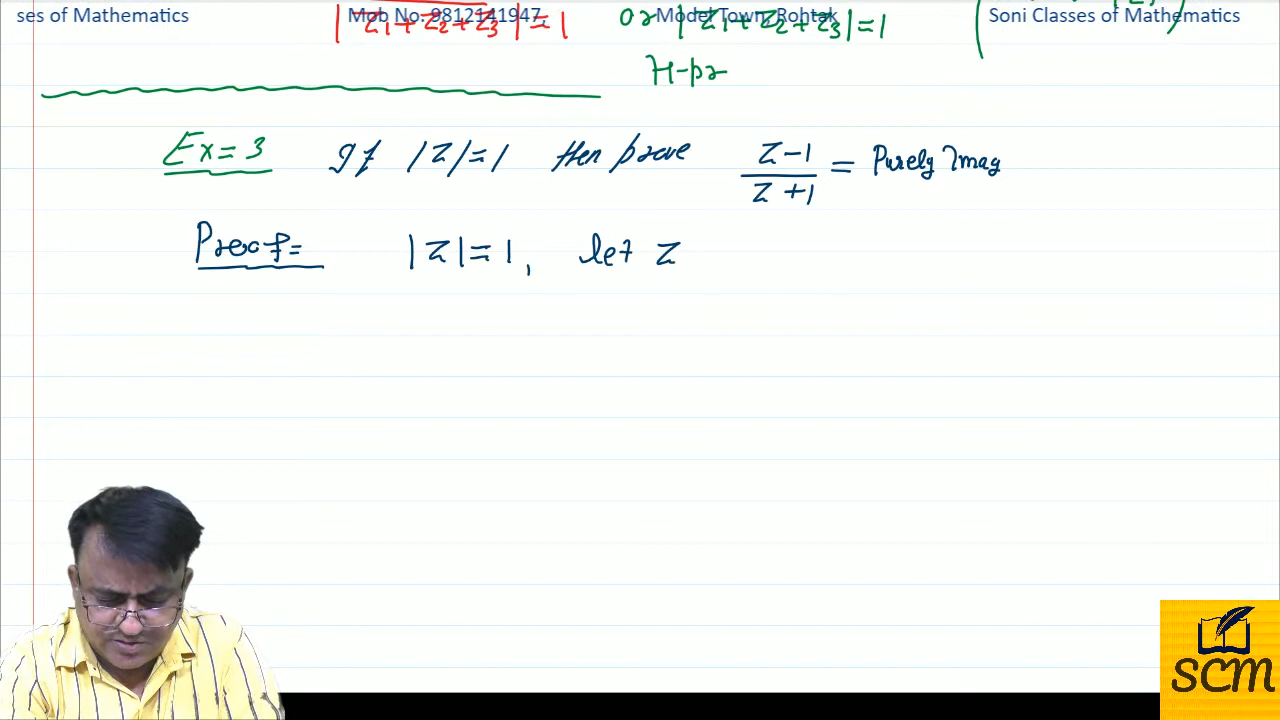 ses of Mathematics Mob No. 9812141947, Model Town, Rohtak Soni Classes of Mathematics
|Z1+Z2+Z3|=1 or |Z1+Z2+Z3|=1
H-pr
Ex=3 If |Z|=1 then prove Z-1/Z+1 = Purely Imag
Proof= |Z|=1, let Z
SCM